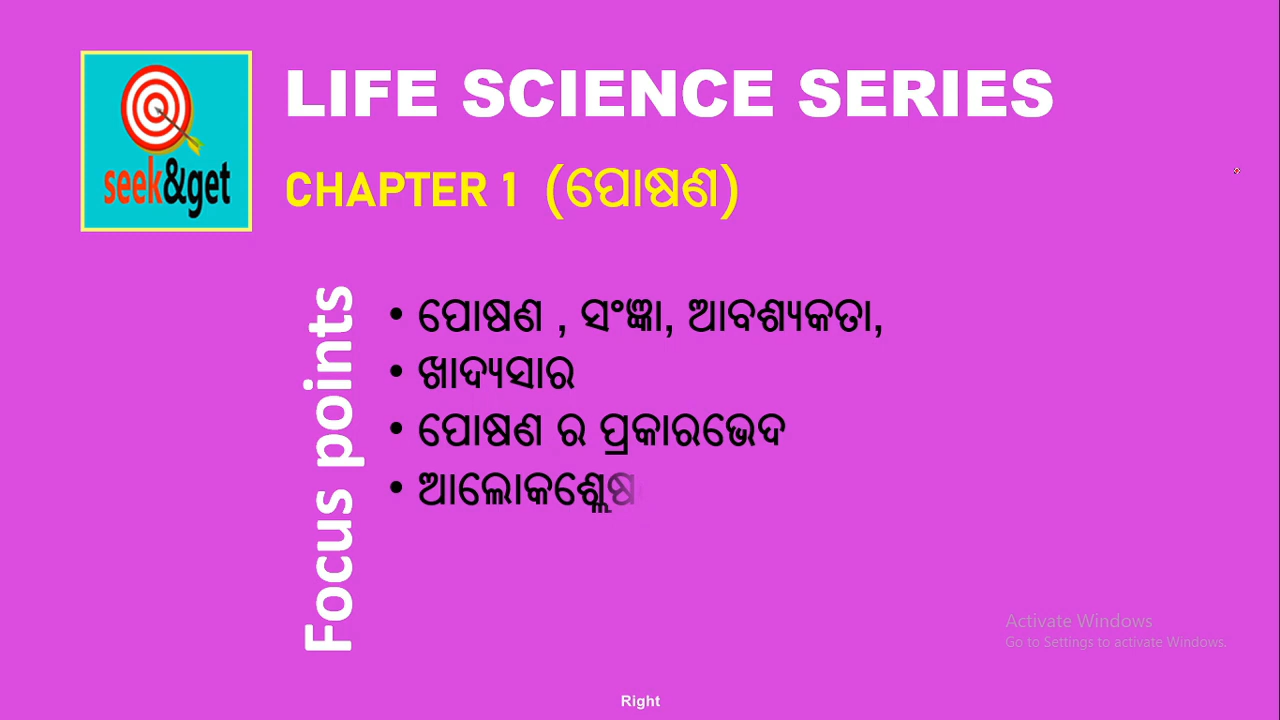 LIFE SCIENCE SERIES
seek&get
CHAPTER 1 (ପୋଷଣ)
Focus points
• ପୋଷଣ , ସଂଜ୍ଞା, ଆବଶ୍ୟକତା,
• ଖାଦ୍ୟସାର
• ପୋଷଣ ର ପ୍ରକାରଭେଦ
• ଆଲୋକଶ୍ଳେଷ
Activate Windows
Go to Settings to activate Windows.
Right